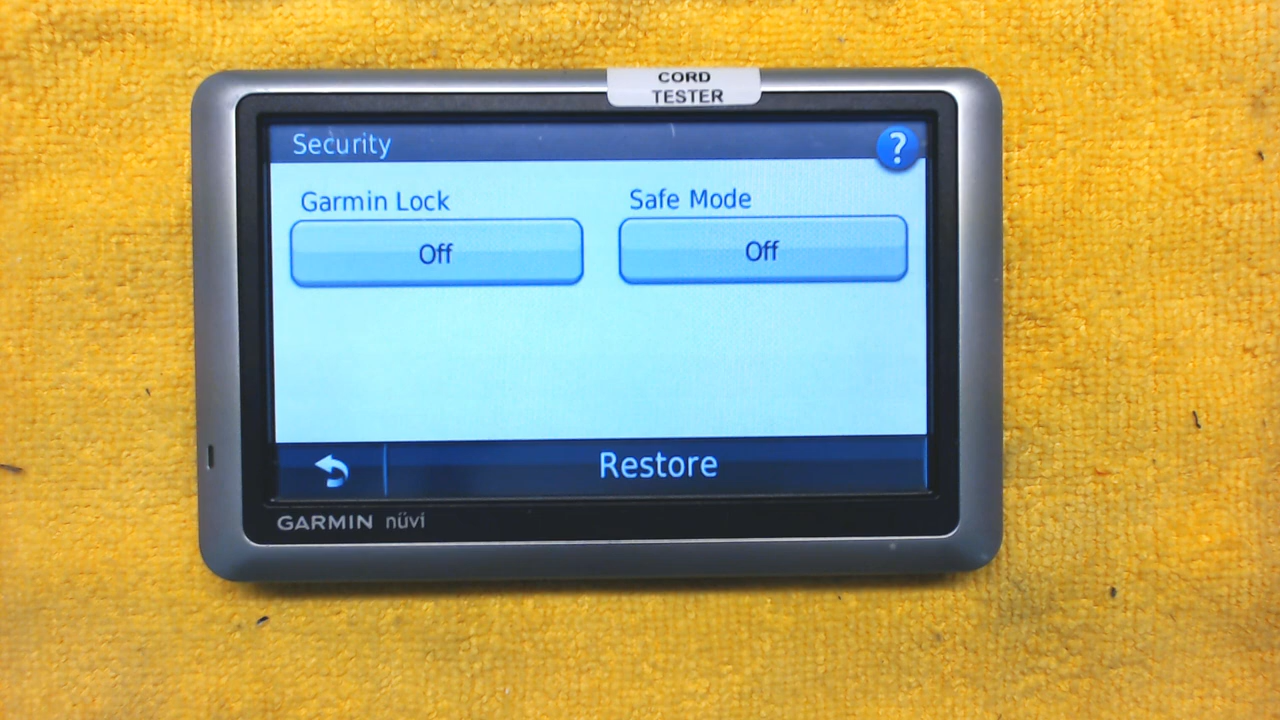 CORD
TESTER
Security
?
Garmin Lock
Safe Mode
Off
Off
Restore
GARMIN nüvi